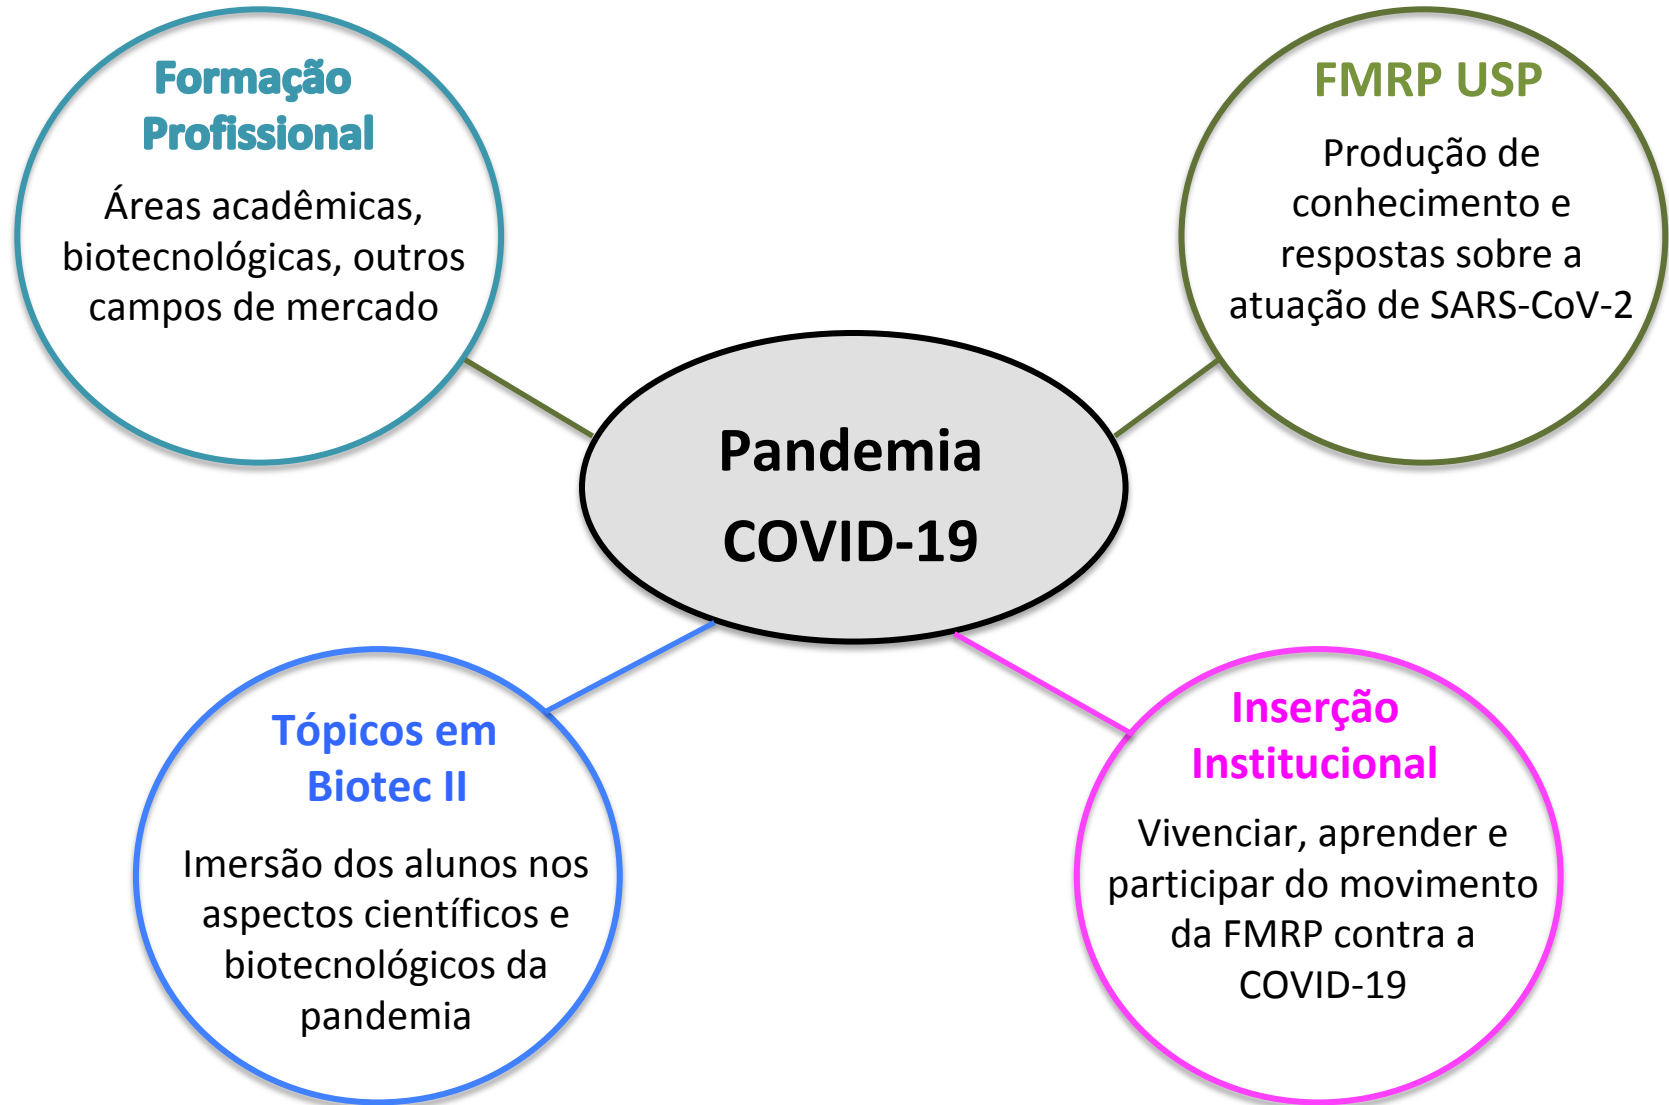 Formação
Profissional
Áreas acadêmicas,
biotecnológicas, outros
campos de mercado
FMRP USP
Produção de
conhecimento e
respostas sobre a
atuação de SARS-CoV-2
Pandemia
COVID-19
Tópicos em
Biotec II
Imersão dos alunos nos
aspectos científicos e
biotecnológicos da
pandemia
Inserção
Institucional
Vivenciar, aprender e
participar do movimento
da FMRP contra a
COVID-19